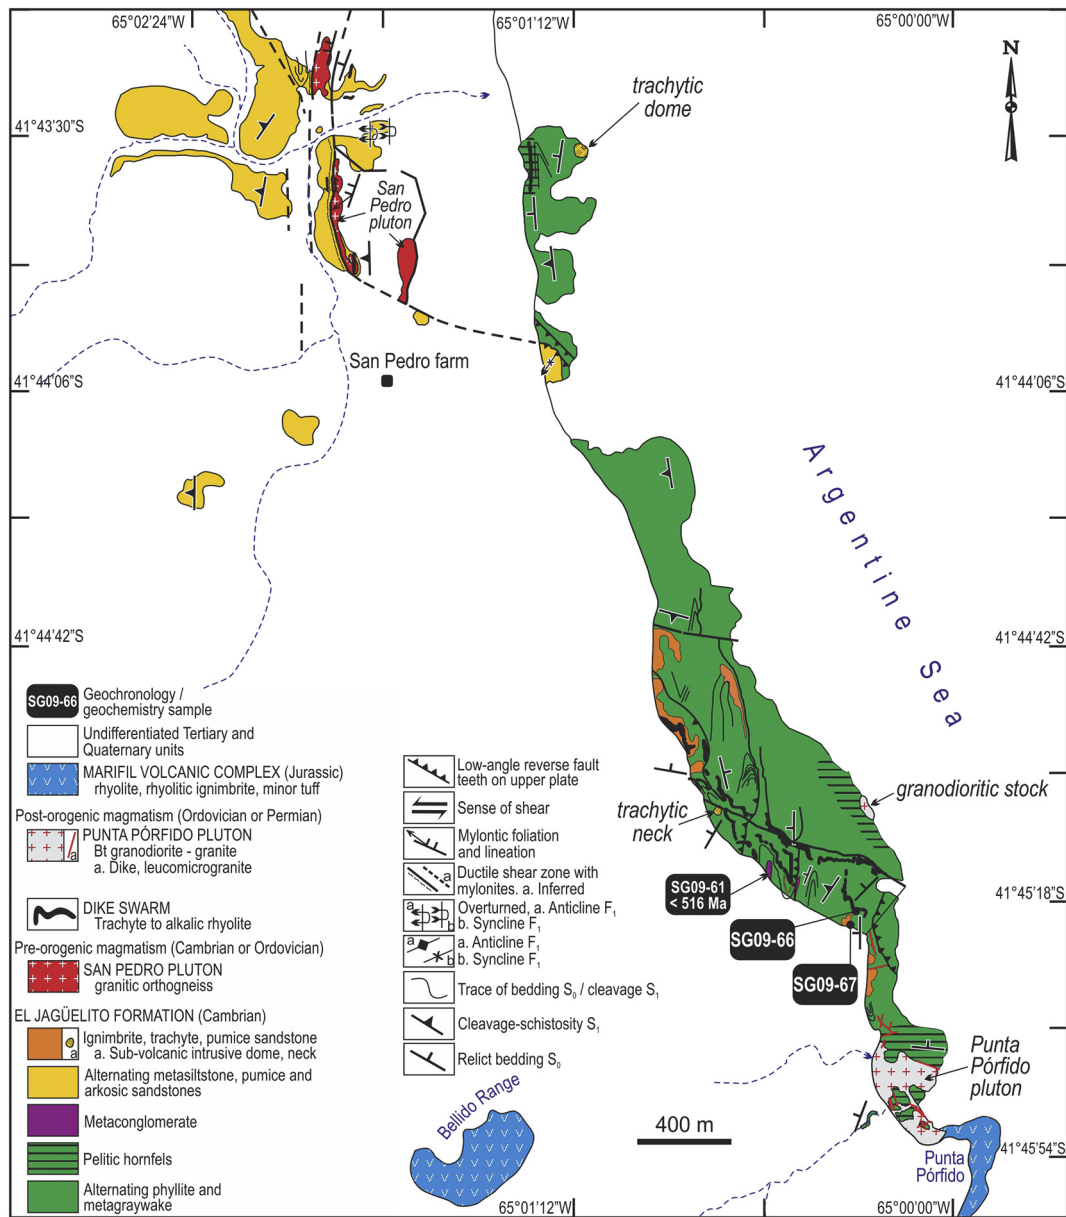 65°02'24"W
65°01'12"W
65°00'00"W
N
trachytic
dome
41°43'30"S
41°43'30"S
San
Pedro
pluton
San Pedro farm
41°44'06"S
41°44'06"S
Argentine Sea
41°44'42"S
41°44'42"S
SG09-66
Geochronology /
geochemistry sample
Undifferentiated Tertiary and
Quaternary units
MARIFIL VOLCANIC COMPLEX (Jurassic)
rhyolite, rhyolitic ignimbrite, minor tuff
Post-orogenic magmatism (Ordovician or Permian)
PUNTA PÓRFIDO PLUTON
Bt granodiorite - granite
a. Dike, leucomicrogranite
a
DIKE SWARM
Trachyte to alkalic rhyolite
Pre-orogenic magmatism (Cambrian or Ordovician)
SAN PEDRO PLUTON
granitic orthogneiss
EL JAGÜELITO FORMATION (Cambrian)
Ignimbrite, trachyte, pumice sandstone
a. Sub-volcanic intrusive dome, neck
a
Alternating metasiltstone, pumice and
arkosic sandstones
Metaconglomerate
Pelitic hornfels
Alternating phyllite and
metagraywake
Low-angle reverse fault
teeth on upper plate
Sense of shear
Mylontic foliation
and lineation
Ductile shear zone with
mylonites. a. Inferred
a
Overturned, a. Anticline F1
b. Syncline F1
a
b
a. Anticline F1
b. Syncline F1
a
b
Trace of bedding S0 / cleavage S1
Cleavage-schistosity S1
Relict bedding S0
trachytic
neck
granodioritic stock
SG09-61
< 516 Ma
SG09-66
SG09-67
41°45'18"S
Punta
Pórfido
pluton
400 m
Bellido Range
Punta
Pórfido
41°45'54"S
65°01'12"W
65°00'00"W